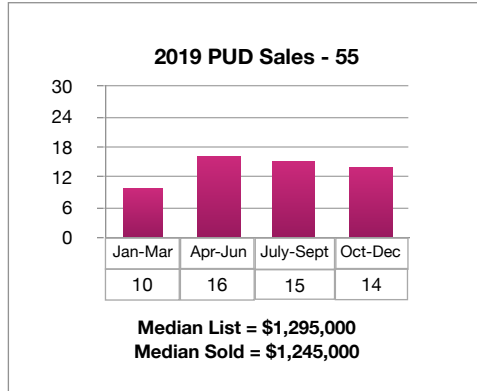 2019 PUD Sales - 55
30
24
18
12
6
0
Jan-Mar Apr-Jun July-Sept Oct-Dec
10 16 15 14
Median List = $1,295,000
Median Sold = $1,245,000